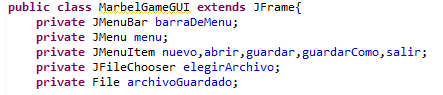 public class MarbelGameGUI extends JFrame{
private JMenuBar barraDeMenu;
private JMenu menu;
private JMenuItem nuevo,abrir,guardar,guardarComo,salir;
private JFileChooser elegirArchivo;
private File archivoGuardado;